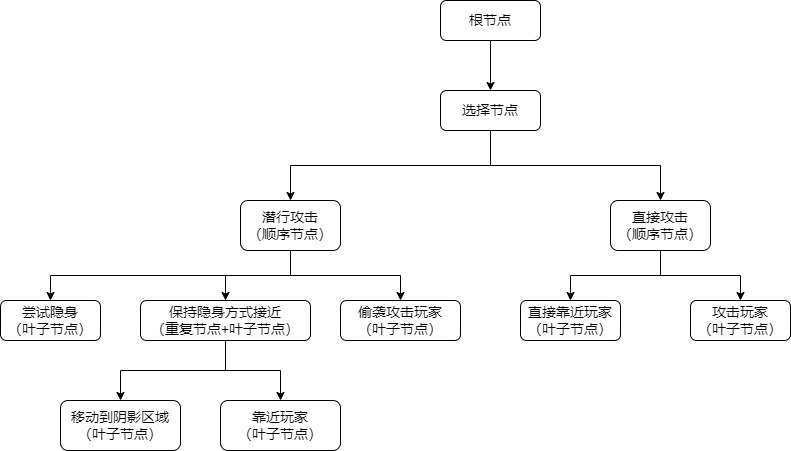 根节点
选择节点
潜行攻击
（顺序节点）
直接攻击
（顺序节点）
尝试隐身
（叶子节点）
保持隐身方式接近
（重复节点+叶子节点）
偷袭攻击玩家
（叶子节点）
直接靠近玩家
（叶子节点）
攻击玩家
（叶子节点）
移动到阴影区域
（叶子节点）
靠近玩家
（叶子节点）